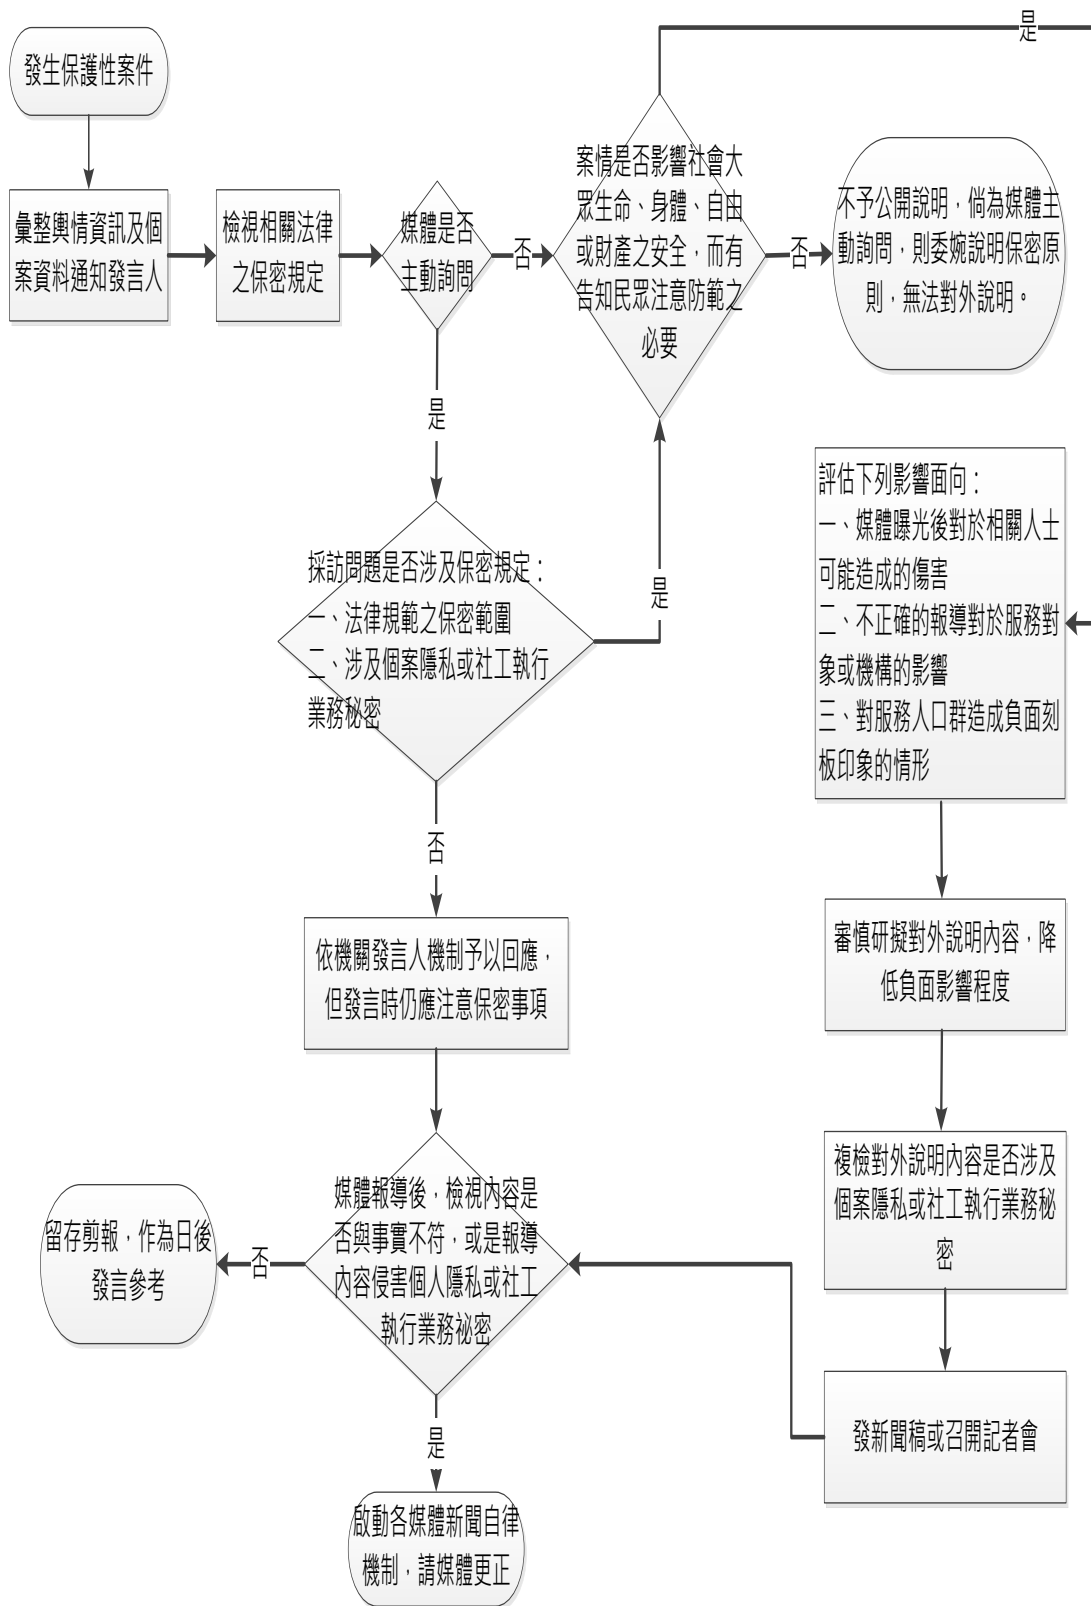 發生保護性案件
彙整輿情資訊及個
案資料通知發言人
檢視相關法律
之保密規定
媒體是否
主動詢問
否
是
案情是否影響社會大
眾生命、身體、自由
或財產之安全，而有
告知民眾注意防範之
必要
是
否
不予公開說明，倘為媒體主
動詢問，則委婉說明保密原
則，無法對外說明。
採訪問題是否涉及保密規定：
一、法律規範之保密範圍
二、涉及個案隱私或社工執行
業務秘密
是
否
評估下列影響面向：
一、媒體曝光後對於相關人士
可能造成的傷害
二、不正確的報導對於服務對
象或機構的影響
三、對服務人口群造成負面刻
板印象的情形
審慎研擬對外說明內容，降
低負面影響程度
複檢對外說明內容是否涉及
個案隱私或社工執行業務秘
密
發新聞稿或召開記者會
依機關發言人機制予以回應，
但發言時仍應注意保密事項
媒體報導後，檢視內容是
否與事實不符，或是報導
內容侵害個人隱私或社工
執行業務祕密
否
留存剪報，作為日後
發言參考
是
啟動各媒體新聞自律
機制，請媒體更正